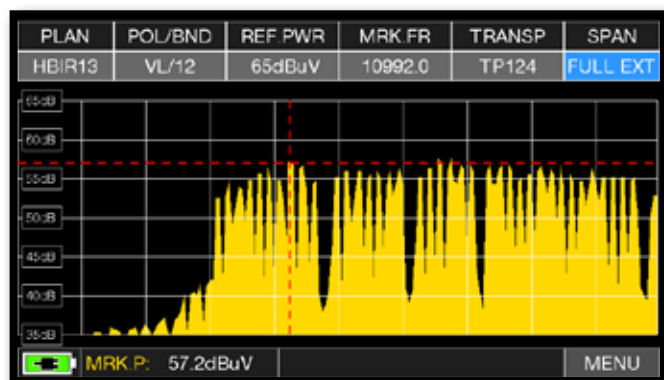 PLAN POL/BND REF.PWR MRK.FR TRANSP SPAN
HBIR13 VL/12 65dBuV 10992.0 TP124 FULL EXT
65dB
60dB
55dB
50dB
45dB
40dB
35dB
MRK.P: 57.2dBuV MENU